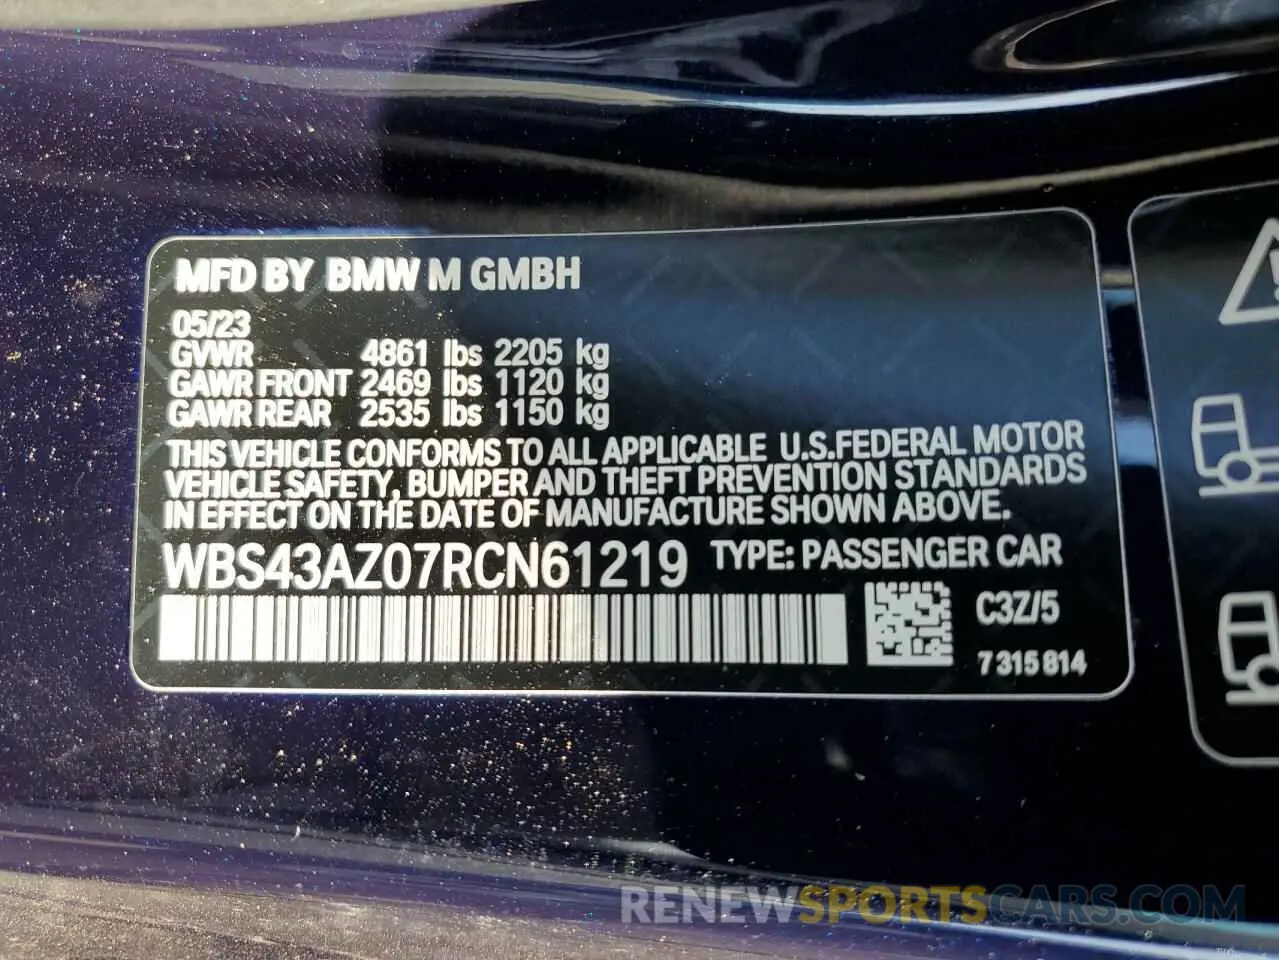 MFD BY BMW M GMBH
05/23
GVWR 4861 lbs 2205 kg
GAWR FRONT 2469 lbs 1120 kg
GAWR REAR 2535 lbs 1150 kg
THIS VEHICLE CONFORMS TO ALL APPLICABLE U.S.FEDERAL MOTOR
VEHICLE SAFETY, BUMPER AND THEFT PREVENTION STANDARDS
IN EFFECT ON THE DATE OF MANUFACTURE SHOWN ABOVE.
WBS43AZ07RCN61219 TYPE: PASSENGER CAR
C3Z/5
7 315 814
RENEWSPORTSCARS.COM